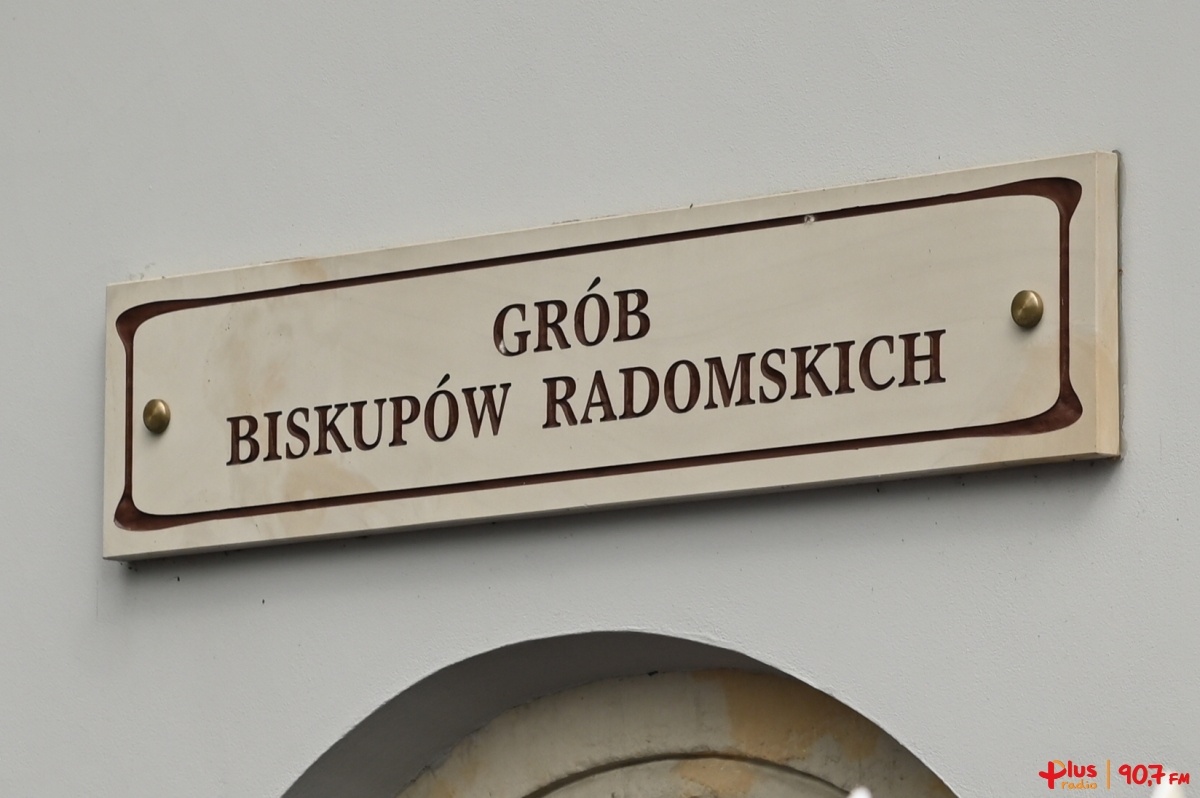 GRÓB
BISKUPÓW RADOMSKICH
Plus radio | 90,7 FM